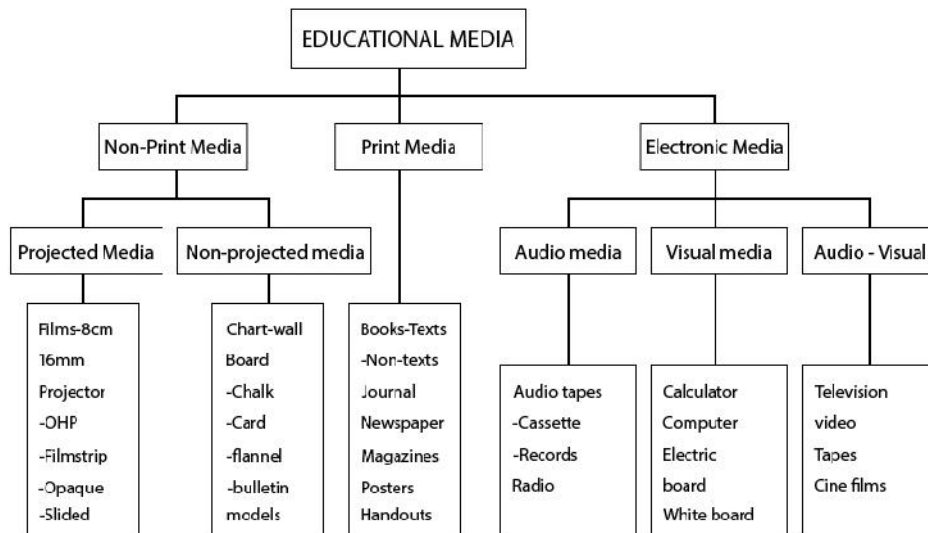 EDUCATIONAL MEDIA
Non-Print Media
Print Media
Electronic Media
Projected Media
Non-projected media
Audio media
Visual media
Audio - Visual
Films-8cm
16mm
Projector
-OHP
-Filmstrip
-Opaque
-Slided
Chart-wall
Board
-Chalk
-Card
-flannel
-bulletin
models
Books-Texts
-Non-texts
Journal
Newspaper
Magazines
Posters
Handouts
Audio tapes
-Cassette
-Records
Radio
Calculator
Computer
Electric
board
White board
Television
video
Tapes
Cine films